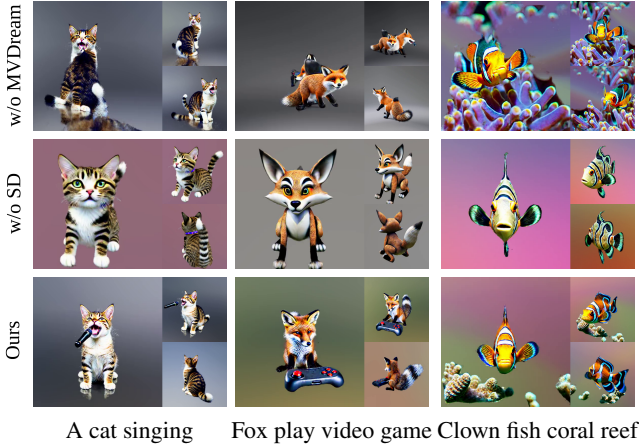 w/o MVDream
w/o SD
Ours
A cat singing
Fox play video game
Clown fish coral reef